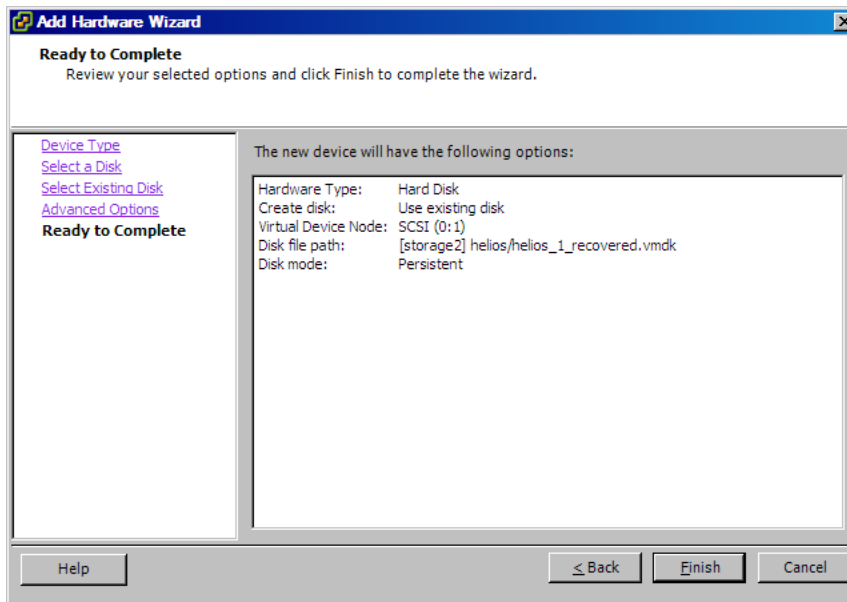 Add Hardware Wizard
Ready to Complete
Review your selected options and click Finish to complete the wizard.
Device Type
Select a Disk
Select Existing Disk
Advanced Options
Ready to Complete
The new device will have the following options:
Hardware Type: Hard Disk
Create disk: Use existing disk
Virtual Device Node: SCSI (0:1)
Disk file path: [storage2] helios/helios_1_recovered.vmdk
Disk mode: Persistent
Help
< Back
Finish
Cancel